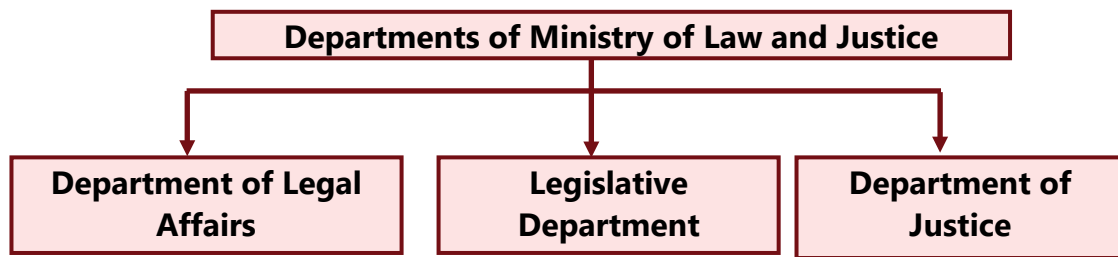 Departments of Ministry of Law and Justice
Department of Legal
Affairs
Legislative
Department
Department of
Justice